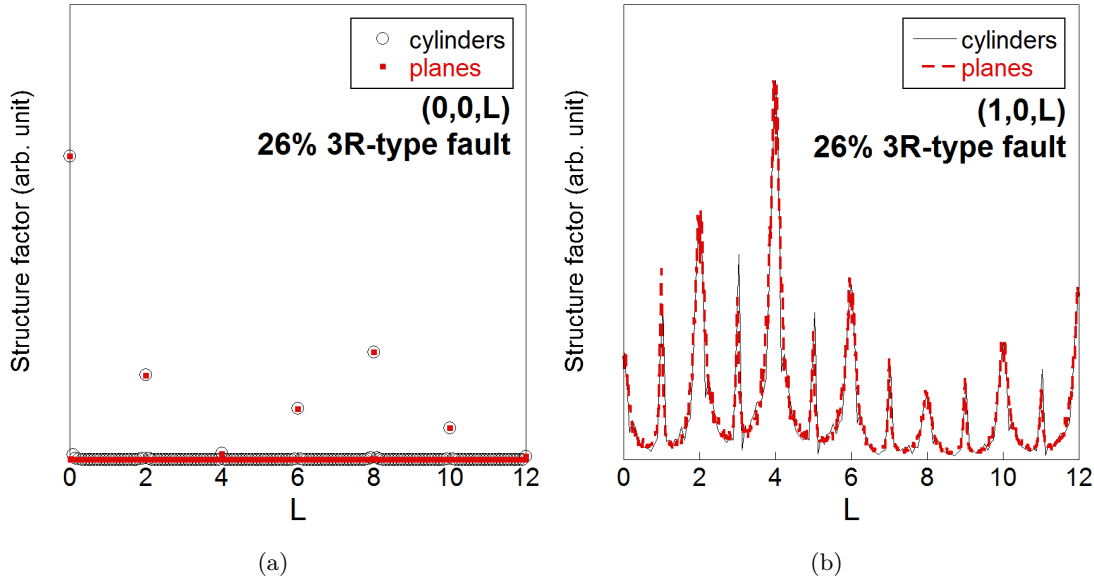 Structure factor (arb. unit)
cylinders
planes
(0,0,L)
26% 3R-type fault
0 2 4 6 8 10 12
L
(a)
Structure factor (arb. unit)
cylinders
planes
(1,0,L)
26% 3R-type fault
0 2 4 6 8 10 12
L
(b)